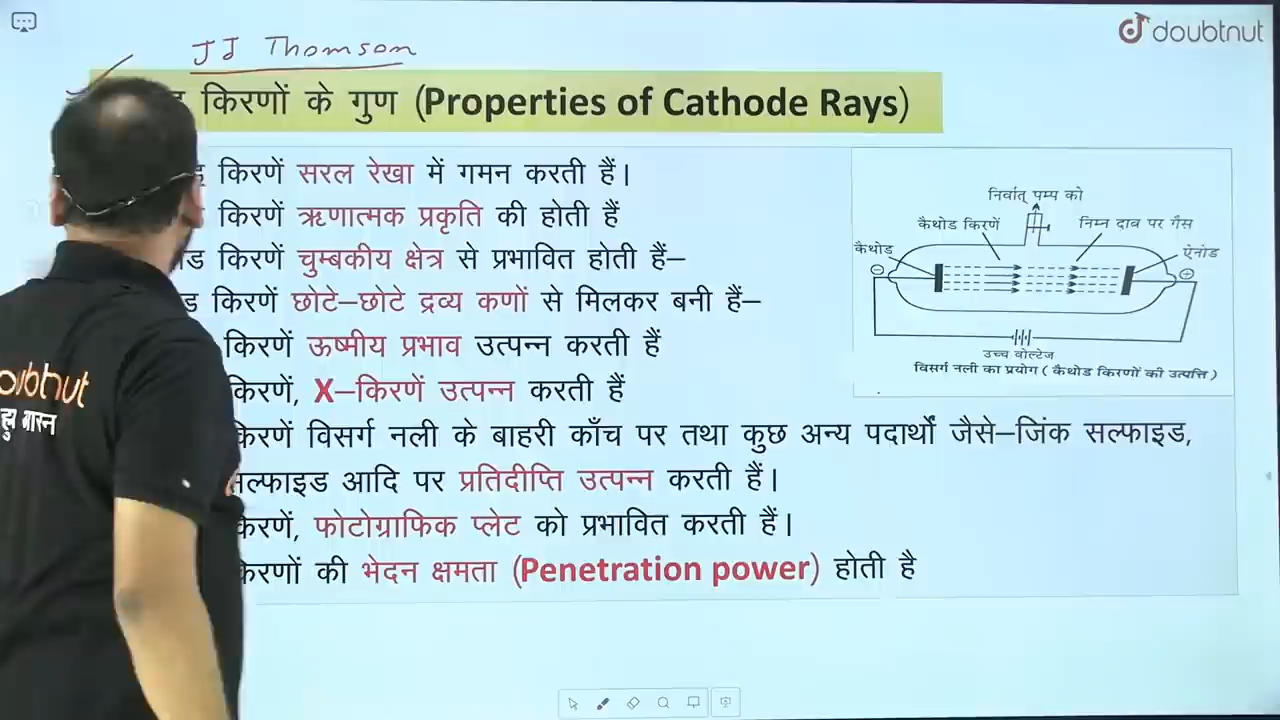 doubtnut
JJ Thomson
किरणों के गुण (Properties of Cathode Rays)
किरणें सरल रेखा में गमन करती हैं।
किरणें ऋणात्मक प्रकृति की होती हैं
किरणें चुम्बकीय क्षेत्र से प्रभावित होती हैं–
किरणें छोटे–छोटे द्रव्य कणों से मिलकर बनी हैं–
किरणें ऊष्मीय प्रभाव उत्पन्न करती हैं
किरणें, X–किरणें उत्पन्न करती हैं
किरणें विसर्ग नली के बाहरी काँच पर तथा कुछ अन्य पदार्थों जैसे–जिंक सल्फाइड,
सल्फाइड आदि पर प्रतिदीप्ति उत्पन्न करती हैं।
किरणें, फोटोग्राफिक प्लेट को प्रभावित करती हैं।
किरणों की भेदन क्षमता (Penetration power) होती है
निर्वात् पम्प को
कैथोड किरणें निम्न दाब पर गैस
कैथोड ऐनोड
उच्च वोल्टेज
विसर्ग नली का प्रयोग ( कैथोड किरणों की उत्पत्ति )